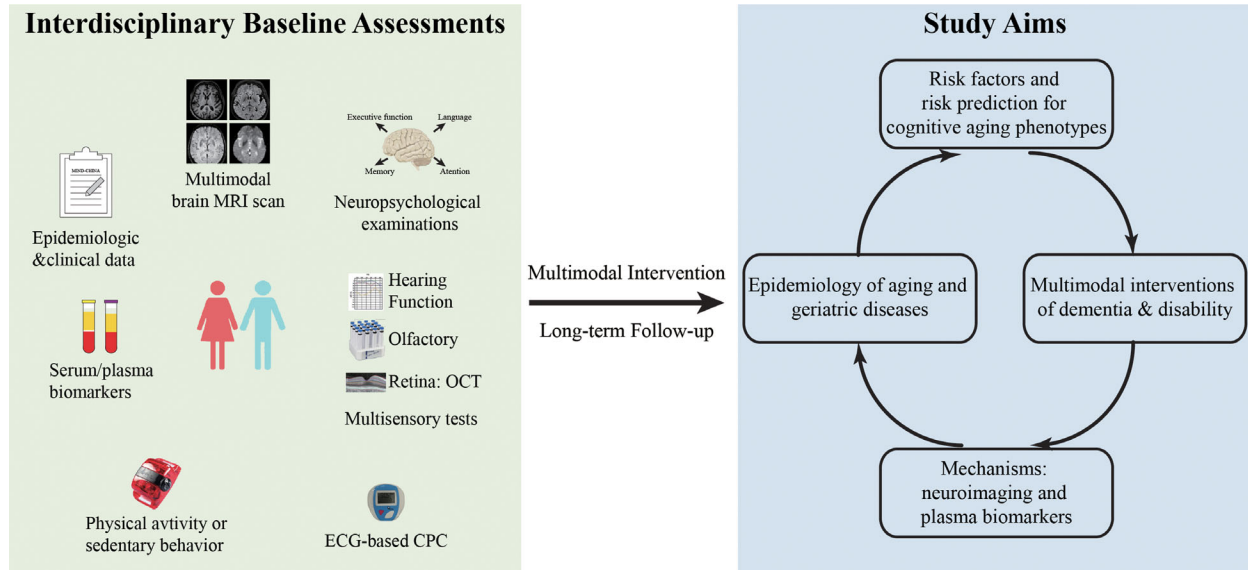 Interdisciplinary Baseline Assessments
Executive function
Language
Memory
Atention
Multimodal
brain MRI scan
Neuropsychological
examinations
MIND-CHINA
Epidemiologic
&clinical data
Hearing
Function
Olfactory
Retina: OCT
Multisensory tests
Serum/plasma
biomarkers
Physical avtivity or
sedentary behavior
ECG-based CPC
Multimodal Intervention
Long-term Follow-up
Study Aims
Risk factors and
risk prediction for
cognitive aging phenotypes
Epidemiology of aging and
geriatric diseases
Multimodal interventions
of dementia & disability
Mechanisms:
neuroimaging and
plasma biomarkers